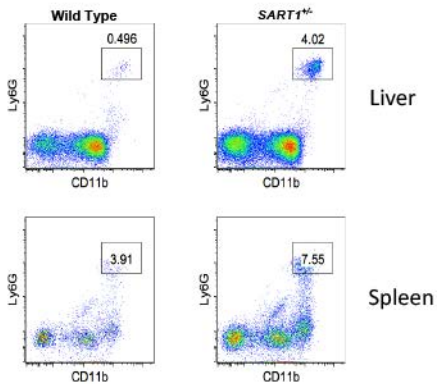 Wild Type
SART1+/-
0.496
4.02
Ly6G
Ly6G
Liver
CD11b
CD11b
3.91
7.55
Ly6G
Ly6G
Spleen
CD11b
CD11b